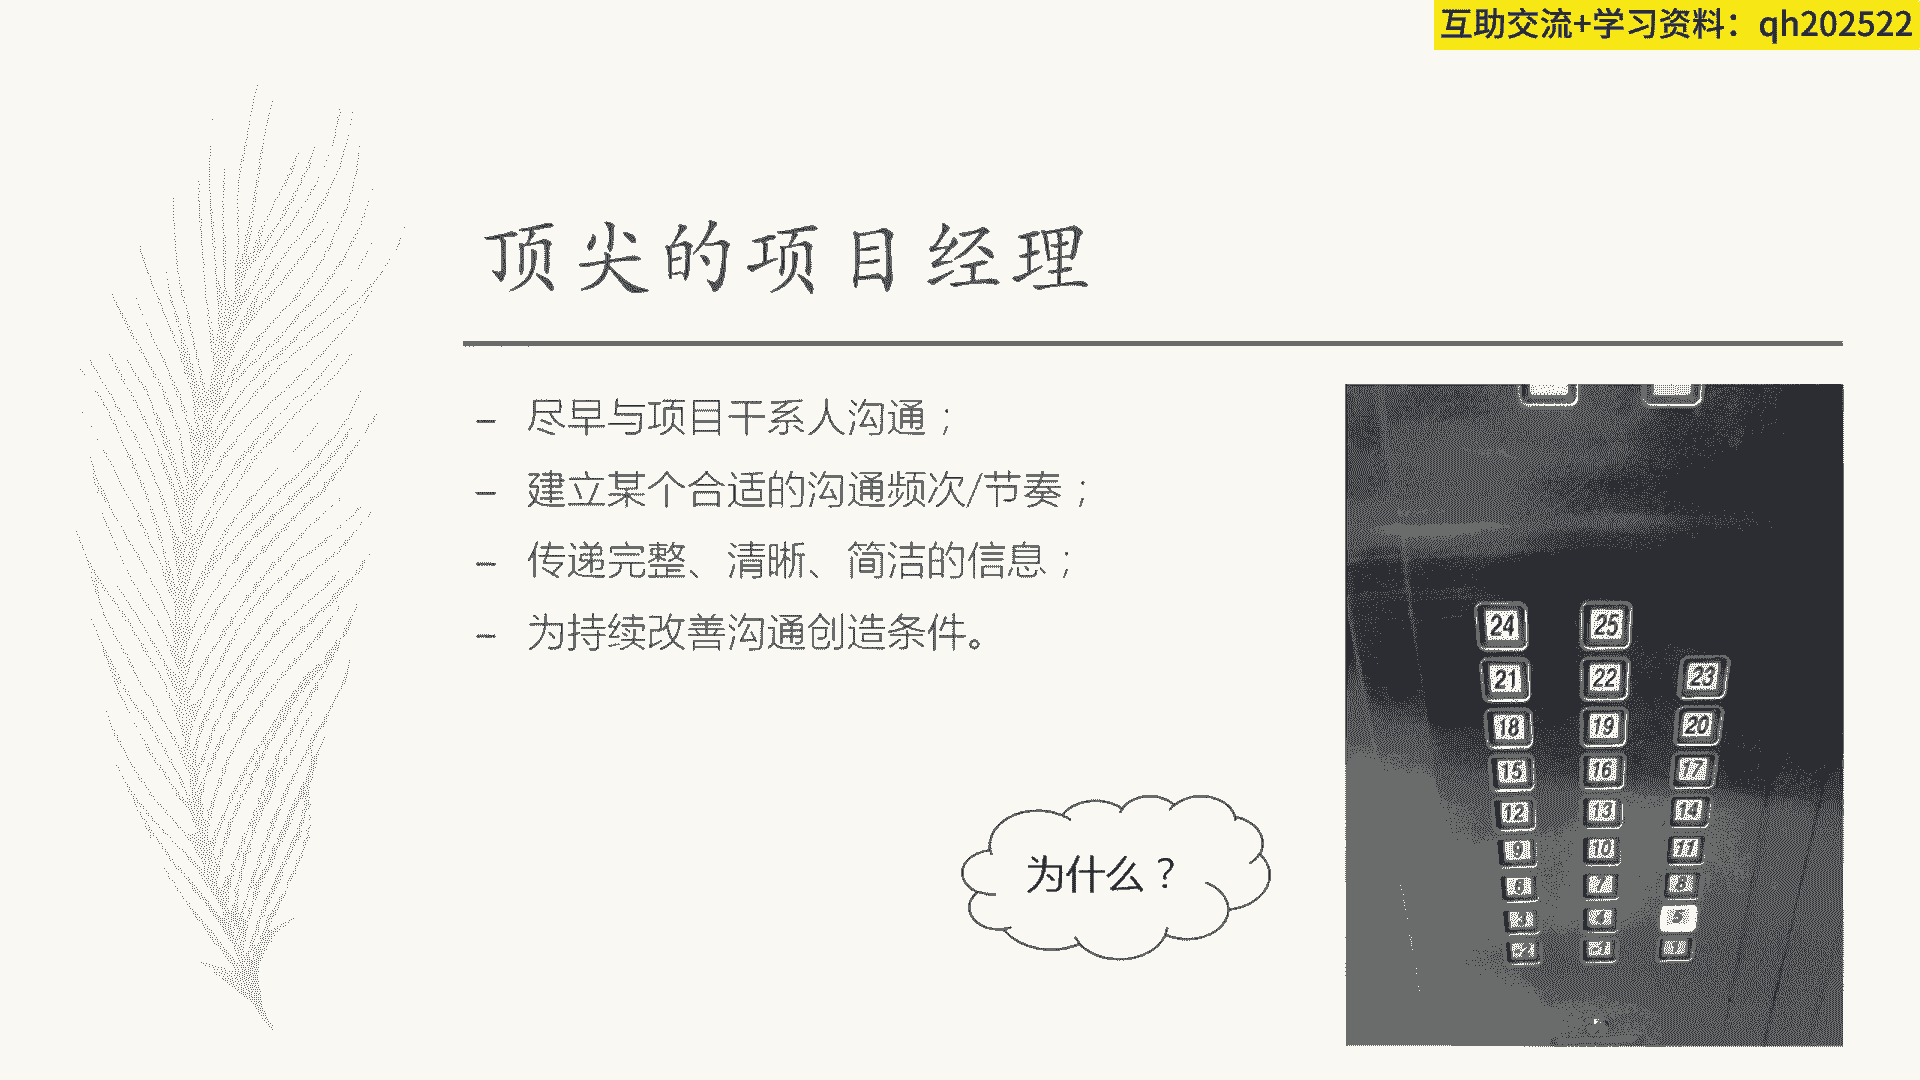 互助交流+学习资料：qh202522
顶尖的项目经理
– 尽早与项目干系人沟通；
– 建立某个合适的沟通频次/节奏；
– 传递完整、清晰、简洁的信息；
– 为持续改善沟通创造条件。
为什么？
24 25
21 22 23
18 19 20
15 16 17
12 13 14
9 10 11
6 7 8
3 4 5
1